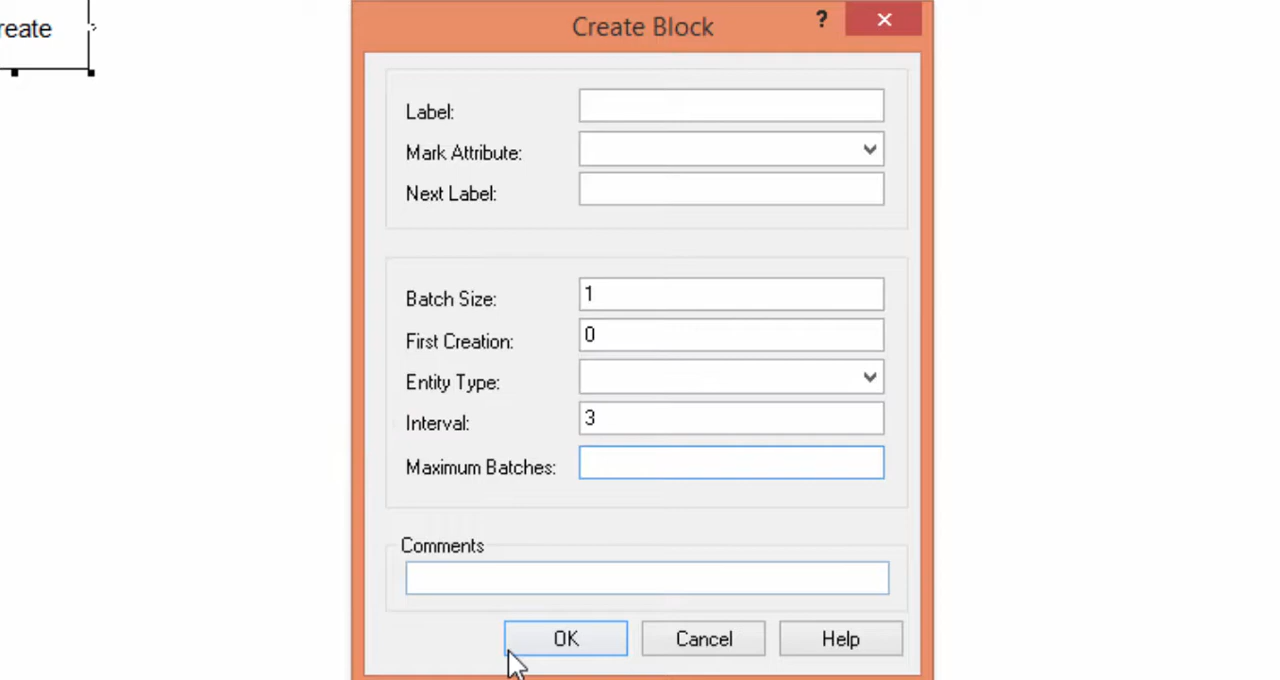 reate
Create Block
?
Label:
Mark Attribute:
Next Label:
Batch Size: 1
First Creation: 0
Entity Type:
Interval: 3
Maximum Batches:
Comments
OK Cancel Help